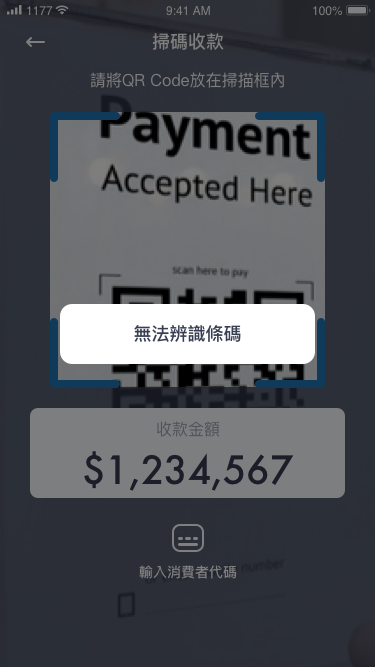 1177
9:41 AM
100%
掃碼收款
請將QR Code放在掃描框內
Payment
Accepted Here
scan here to pay
無法辨識條碼
收款金額
$1,234,567
輸入消費者代碼
number